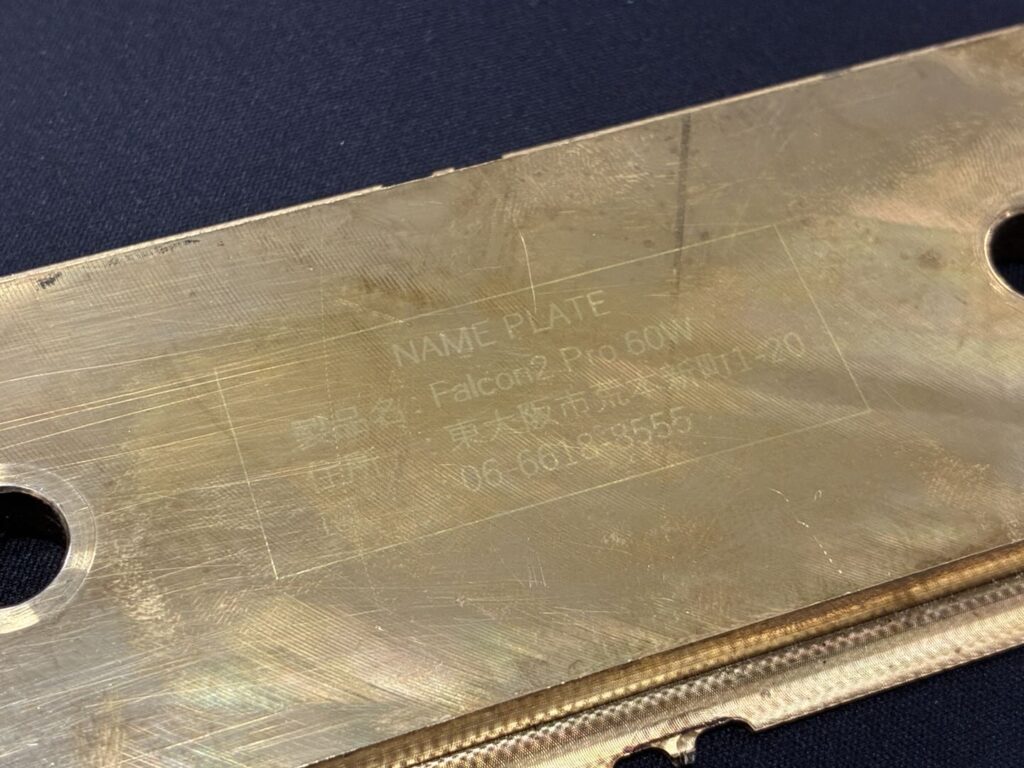 NAME PLATE
製品名 Falcon2 Pro 60W
住所 東大阪市荒本新町1-20
06-6618-8555